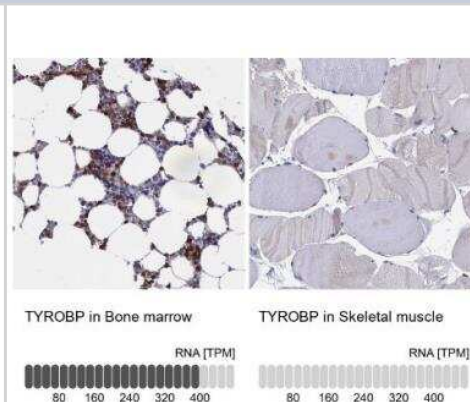 TYROBP in Bone marrow
RNA [TPM]
80 160 240 320 400
TYROBP in Skeletal muscle
RNA [TPM]
80 160 240 320 400